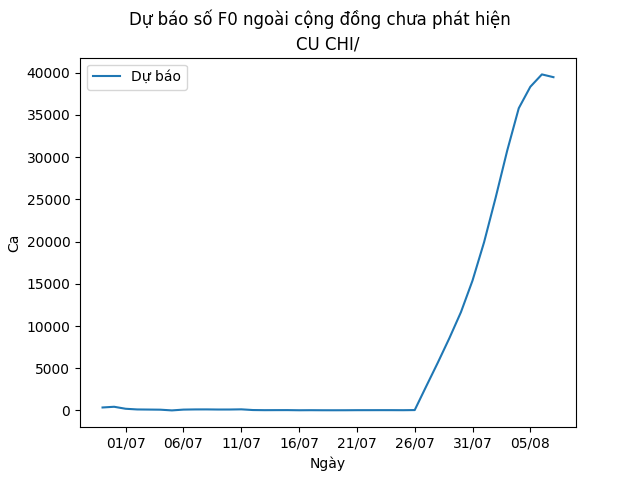 Dự báo số F0 ngoài cộng đồng chưa phát hiện
CU CHI/
Dự báo
40000
35000
30000
25000
20000
15000
10000
5000
0
Ca
01/07 06/07 11/07 16/07 21/07 26/07 31/07 05/08
Ngày